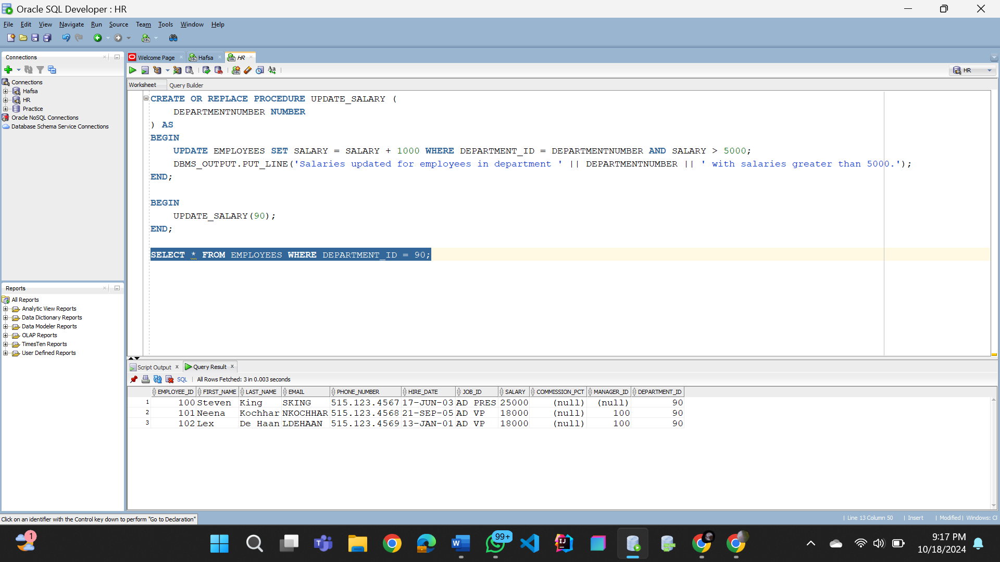 Oracle SQL Developer : HR
File Edit View Navigate Run Source Team Tools Window Help
Connections
Connections
Hafsa
HR
Practice
Oracle NoSQL Connections
Database Schema Service Connections
Reports
All Reports
Analytic View Reports
Data Dictionary Reports
Data Modeler Reports
OLAP Reports
TimesTen Reports
User Defined Reports
Welcome Page Hafsa HR
HR
Worksheet Query Builder
CREATE OR REPLACE PROCEDURE UPDATE_SALARY (
DEPARTMENTNUMBER NUMBER
) AS
BEGIN
UPDATE EMPLOYEES SET SALARY = SALARY + 1000 WHERE DEPARTMENT_ID = DEPARTMENTNUMBER AND SALARY > 5000;
DBMS_OUTPUT.PUT_LINE('Salaries updated for employees in department ' || DEPARTMENTNUMBER || ' with salaries greater than 5000.');
END;
BEGIN
UPDATE_SALARY(90);
END;
SELECT * FROM EMPLOYEES WHERE DEPARTMENT_ID = 90;
Script Output x Query Result x
SQL | All Rows Fetched: 3 in 0.003 seconds
EMPLOYEE_ID FIRST_NAME LAST_NAME EMAIL PHONE_NUMBER HIRE_DATE JOB_ID SALARY COMMISSION_PCT MANAGER_ID DEPARTMENT_ID
1 100 Steven King SKING 515.123.4567 17-JUN-03 AD_PRES 25000 (null) (null) 90
2 101 Neena Kochhar NKOCHHAR 515.123.4568 21-SEP-05 AD_VP 18000 (null) 100 90
3 102 Lex De Haan LDEHAAN 515.123.4569 13-JAN-01 AD_VP 18000 (null) 100 90
Click on an identifier with the Control key down to perform "Go to Declaration"
| Line 13 Column 50 | Insert | Modified | Windows: CF
1
99+
9:17 PM
10/18/2024